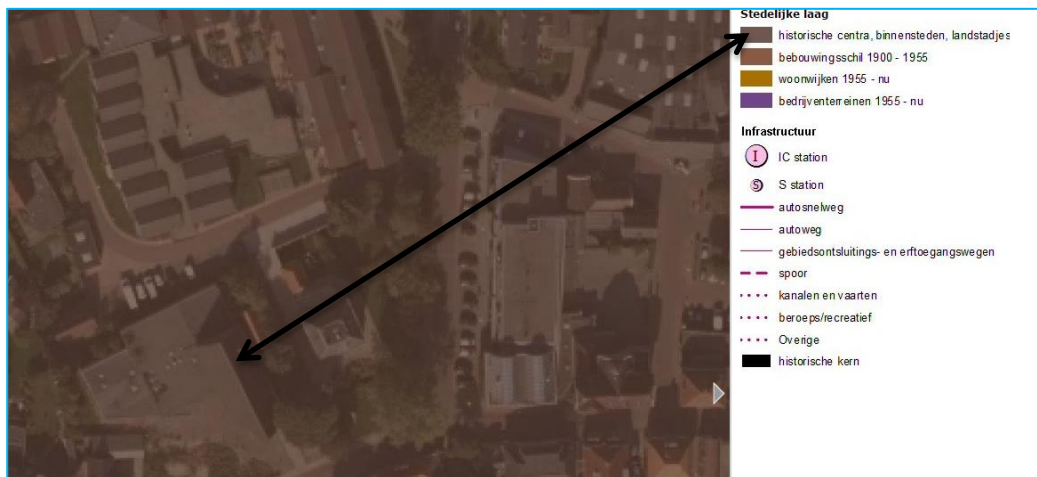 Stedelijke laag
historische centra, binnensteden, landstadjes
bebouwingsschil 1900 - 1955
woonwijken 1955 - nu
bedrijventerreinen 1955 - nu
Infrastructuur
I IC station
S S station
autosnelweg
autoweg
gebiedsontsluitings- en erftoegangswegen
spoor
kanalen en vaarten
beroeps/recreatief
Overige
historische kern